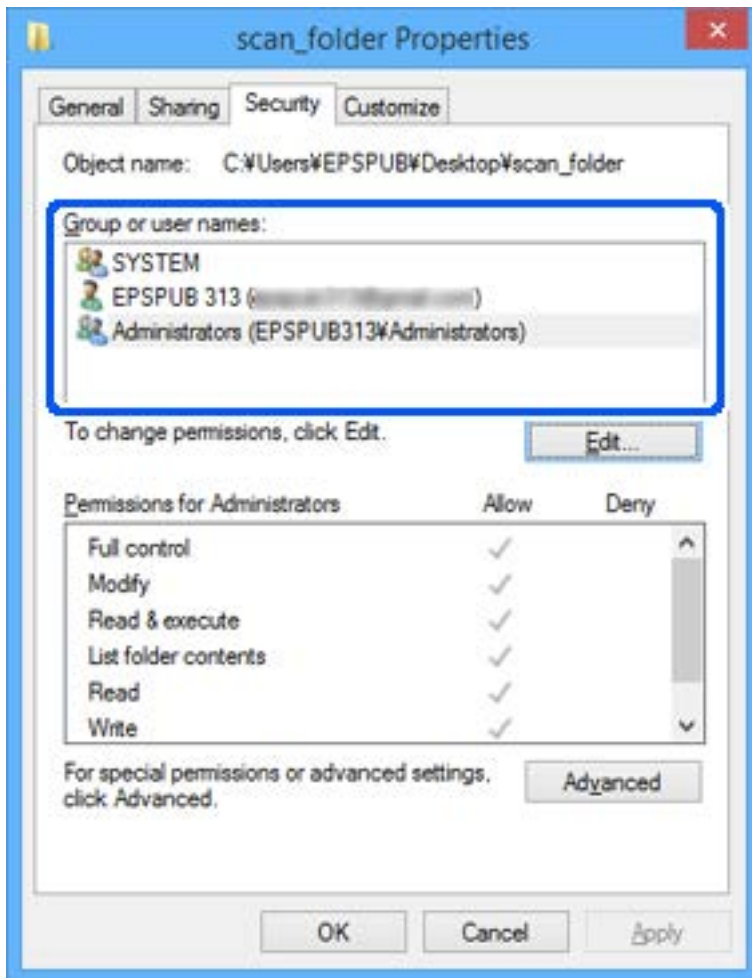 scan_folder Properties
General Sharing Security Customize
Object name: C:¥Users¥EPSPUB¥Desktop¥scan_folder
Group or user names:
SYSTEM
EPSPUB 313 ( )
Administrators (EPSPUB313¥Administrators)
To change permissions, click Edit.
Edit...
Permissions for Administrators Allow Deny
Full control
Modify
Read & execute
List folder contents
Read
Write
For special permissions or advanced settings,
click Advanced.
Advanced
OK Cancel Apply